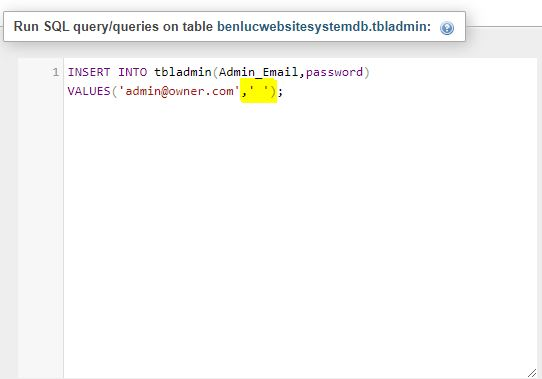 Run SQL query/queries on table benlucwebsitesystemdb.tbladmin:
1 INSERT INTO tbladmin(Admin_Email,password)
VALUES('admin@owner.com',' ');